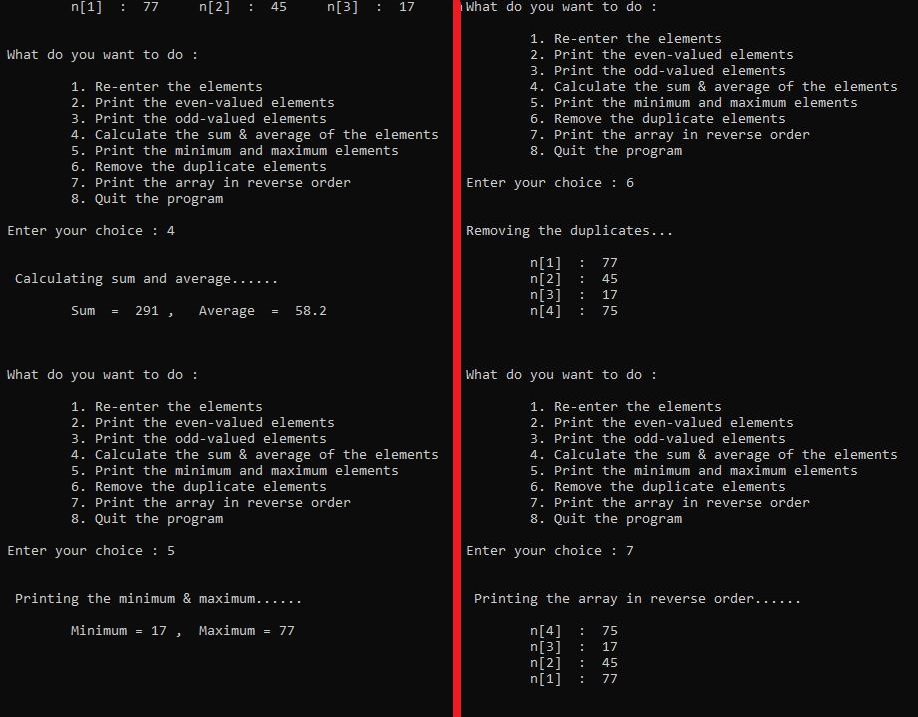 n[1]  :  77     n[2]  :  45     n[3]  :  17
What do you want to do :
1. Re-enter the elements
2. Print the even-valued elements
3. Print the odd-valued elements
4. Calculate the sum & average of the elements
5. Print the minimum and maximum elements
6. Remove the duplicate elements
7. Print the array in reverse order
8. Quit the program
Enter your choice : 4
Calculating sum and average......
Sum  =  291 ,   Average  =  58.2
What do you want to do :
1. Re-enter the elements
2. Print the even-valued elements
3. Print the odd-valued elements
4. Calculate the sum & average of the elements
5. Print the minimum and maximum elements
6. Remove the duplicate elements
7. Print the array in reverse order
8. Quit the program
Enter your choice : 5
Printing the minimum & maximum......
Minimum = 17 ,  Maximum = 77
What do you want to do :
1. Re-enter the elements
2. Print the even-valued elements
3. Print the odd-valued elements
4. Calculate the sum & average of the elements
5. Print the minimum and maximum elements
6. Remove the duplicate elements
7. Print the array in reverse order
8. Quit the program
Enter your choice : 6
Removing the duplicates...
n[1]  :  77
n[2]  :  45
n[3]  :  17
n[4]  :  75
What do you want to do :
1. Re-enter the elements
2. Print the even-valued elements
3. Print the odd-valued elements
4. Calculate the sum & average of the elements
5. Print the minimum and maximum elements
6. Remove the duplicate elements
7. Print the array in reverse order
8. Quit the program
Enter your choice : 7
Printing the array in reverse order......
n[4]  :  75
n[3]  :  17
n[2]  :  45
n[1]  :  77